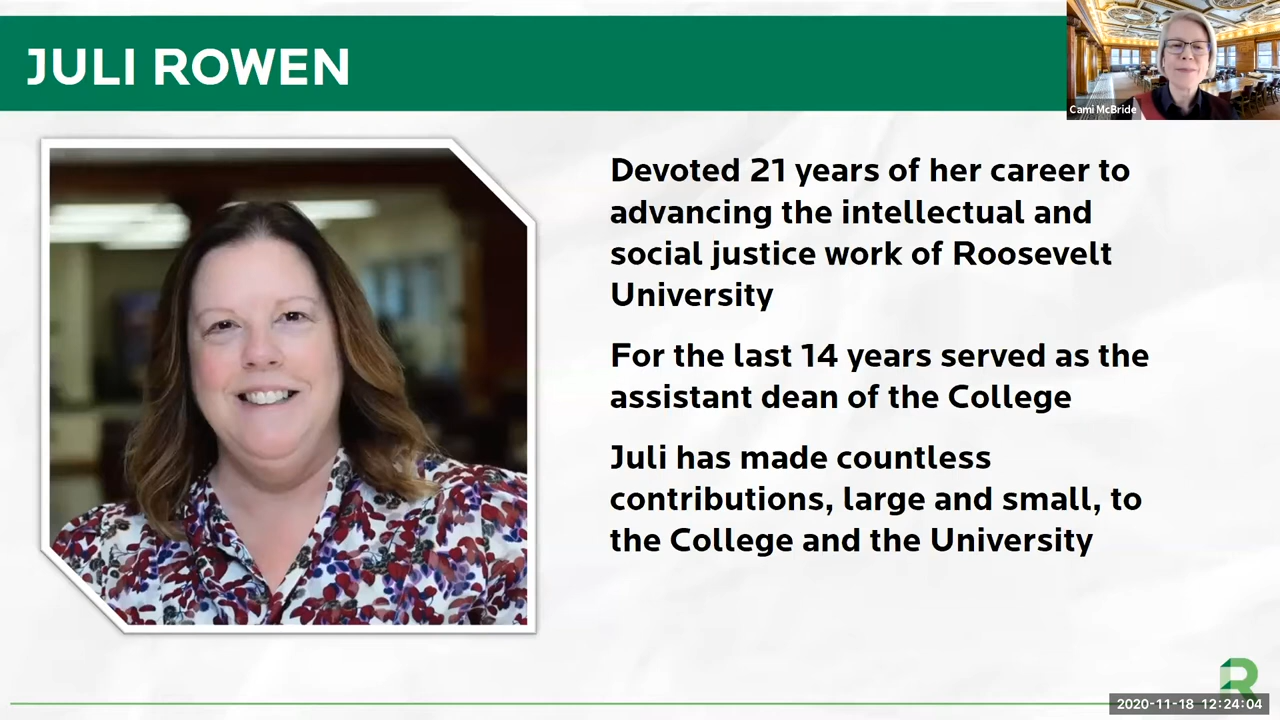 JULI ROWEN
Cami McBride
Devoted 21 years of her career to
advancing the intellectual and
social justice work of Roosevelt
University
For the last 14 years served as the
assistant dean of the College
Juli has made countless
contributions, large and small, to
the College and the University
R
2020-11-18 12:24:04